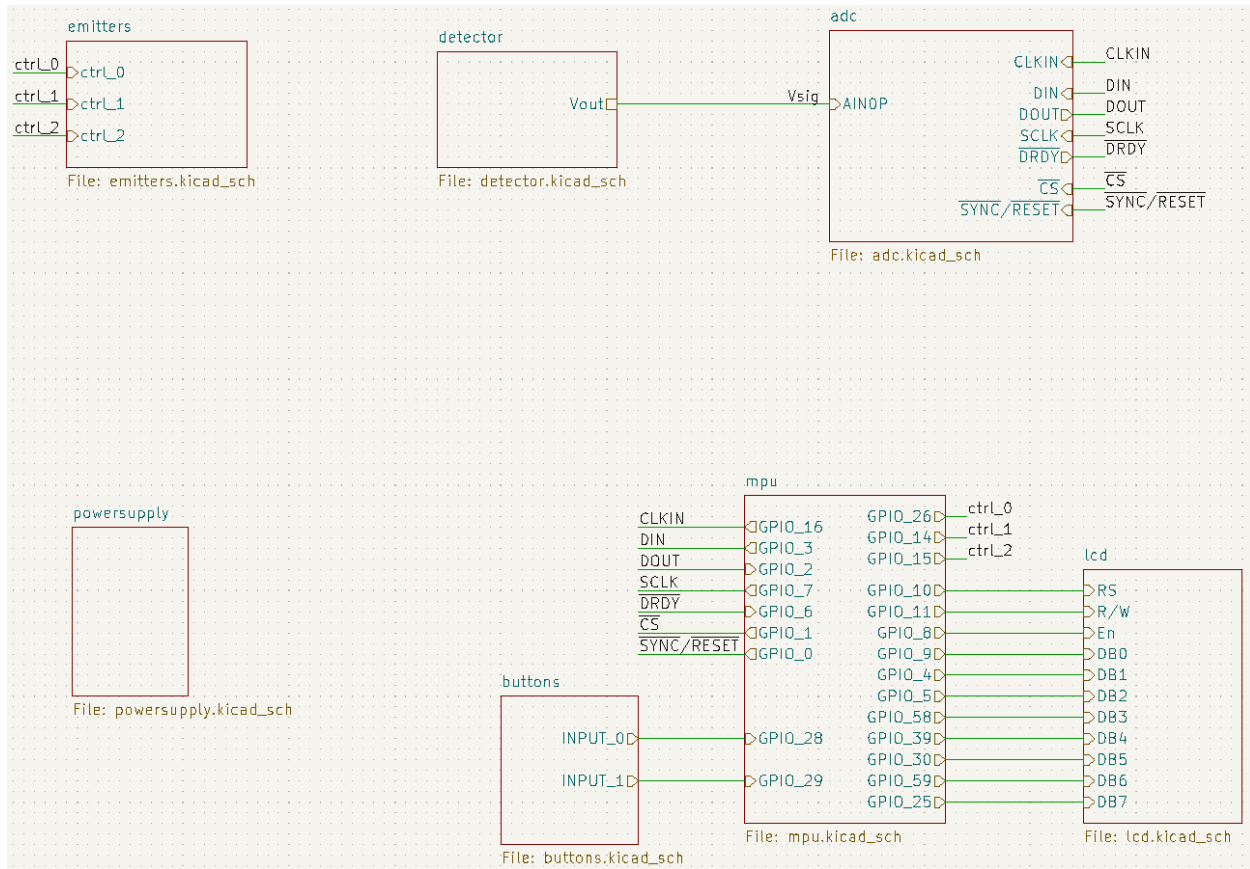 emitters
ctrl_0
ctrl_1
ctrl_2
ctrl_0
ctrl_1
ctrl_2
File: emitters.kicad_sch
detector
Vout
File: detector.kicad_sch
Vsig
adc
AINOP
CLKIN
DIN
DOUT
SCLK
DRDY
CS
SYNC/RESET
CLKIN
DIN
DOUT
SCLK
DRDY
CS
SYNC/RESET
File: adc.kicad_sch
powersupply
File: powersupply.kicad_sch
mpu
CLKIN
DIN
DOUT
SCLK
DRDY
CS
SYNC/RESET
GPIO_16
GPIO_3
GPIO_2
GPIO_7
GPIO_6
GPIO_1
GPIO_0
GPIO_28
GPIO_29
GPIO_26
GPIO_14
GPIO_15
GPIO_10
GPIO_11
GPIO_8
GPIO_9
GPIO_4
GPIO_5
GPIO_58
GPIO_39
GPIO_30
GPIO_59
GPIO_25
ctrl_0
ctrl_1
ctrl_2
File: mpu.kicad_sch
buttons
INPUT_0
INPUT_1
File: buttons.kicad_sch
lcd
RS
R/W
En
DB0
DB1
DB2
DB3
DB4
DB5
DB6
DB7
File: lcd.kicad_sch